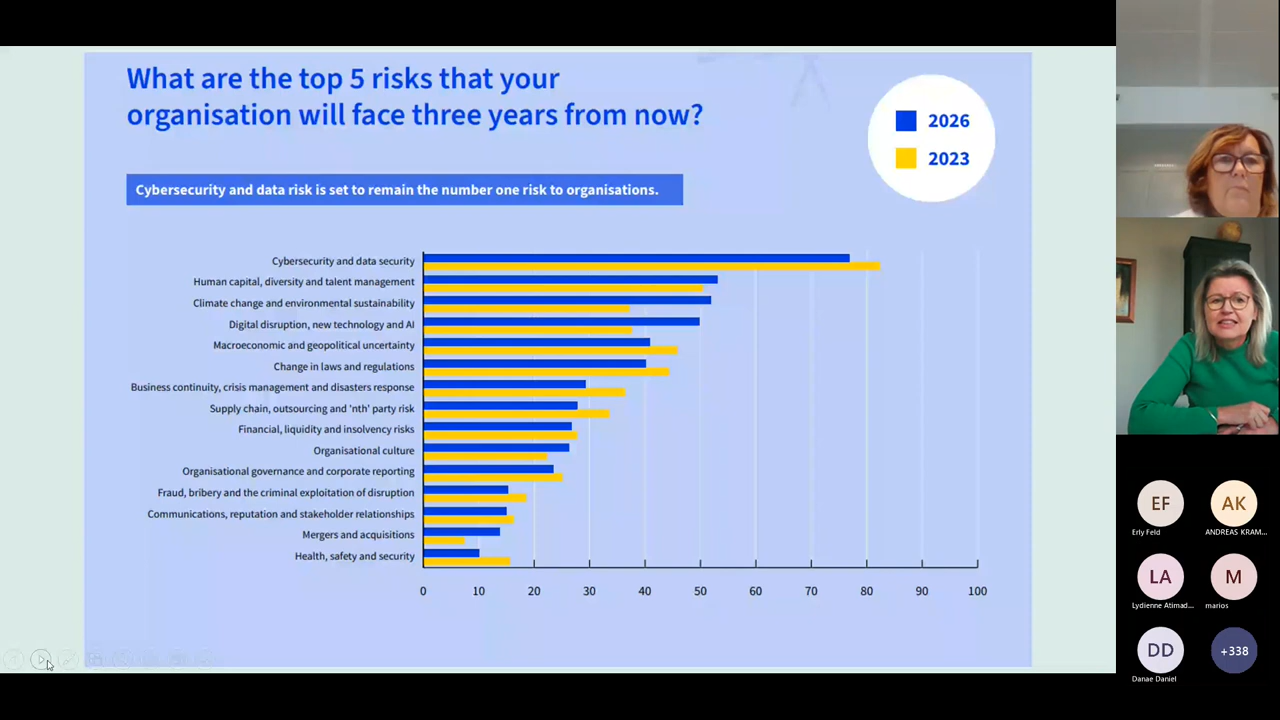 What are the top 5 risks that your
organisation will face three years from now?
2026
2023
Cybersecurity and data risk is set to remain the number one risk to organisations.
Cybersecurity and data security
Human capital, diversity and talent management
Climate change and environmental sustainability
Digital disruption, new technology and AI
Macroeconomic and geopolitical uncertainty
Change in laws and regulations
Business continuity, crisis management and disasters response
Supply chain, outsourcing and 'nth' party risk
Financial, liquidity and insolvency risks
Organisational culture
Organisational governance and corporate reporting
Fraud, bribery and the criminal exploitation of disruption
Communications, reputation and stakeholder relationships
Mergers and acquisitions
Health, safety and security
0 10 20 30 40 50 60 70 80 90 100
EF AK
Erly Feld ANDREAS KRAM...
LA M
Lydienne Atimad... marios
DD +338
Danae Daniel